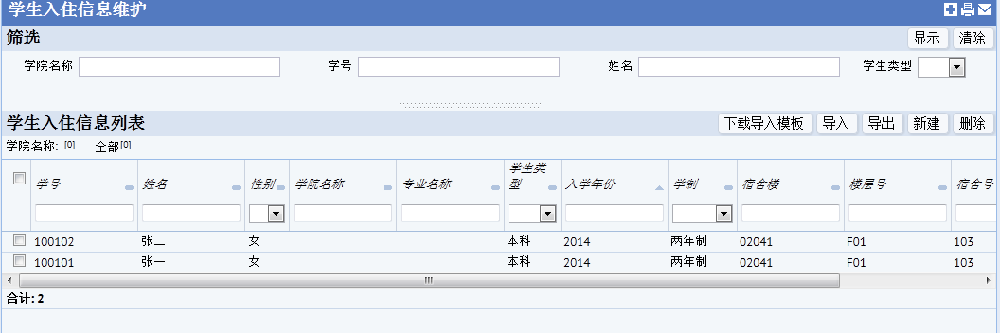 学生入住信息维护
筛选 显示 清除
学院名称 学号 姓名 学生类型
学生入住信息列表 下载导入模板 导入 导出 新建 删除
学院名称: [0] 全部[0]
学号 姓名 性别 学院名称 专业名称 学生类型 入学年份 学制 宿舍楼 楼层号 宿舍号
100102 张二 女 本科 2014 两年制 02041 F01 103
100101 张一 女 本科 2014 两年制 02041 F01 103
合计: 2